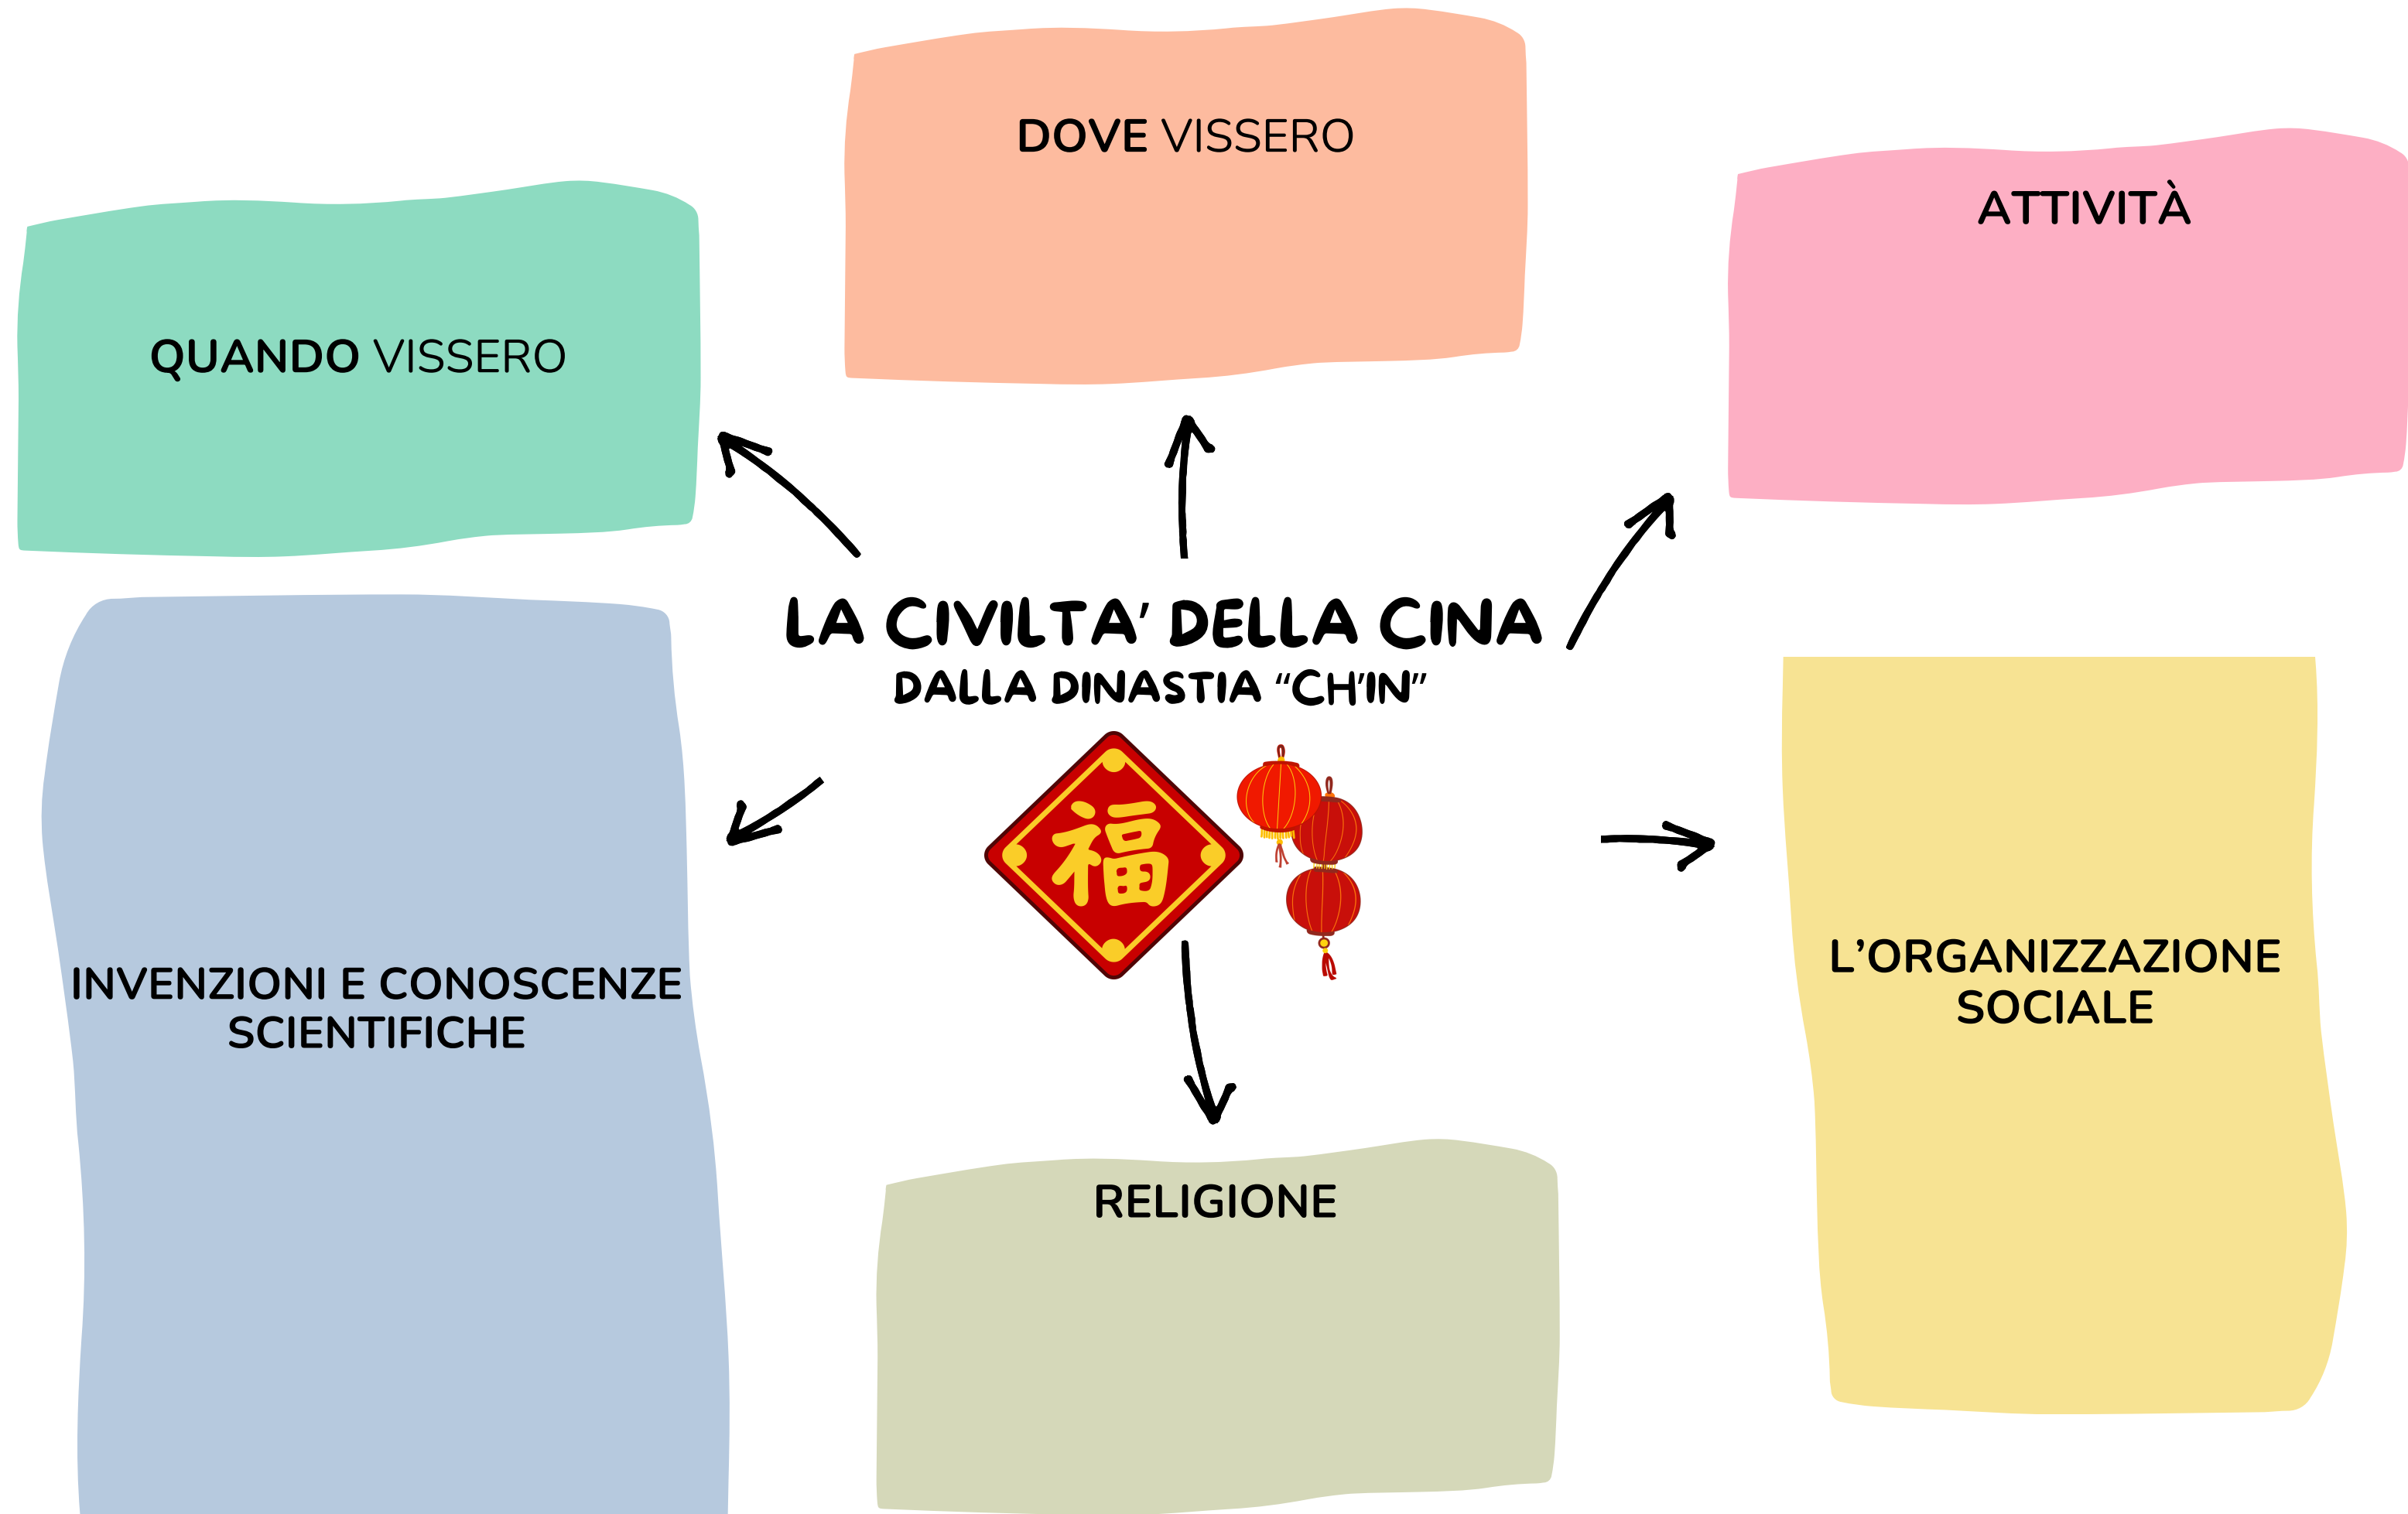 DOVE VISSERO
ATTIVITÀ
QUANDO VISSERO
LA CIVILTA' DELLA CINA
DALLA DINASTIA “CH'IN”
福
INVENZIONI E CONOSCENZE
SCIENTIFICHE
L'ORGANIZZAZIONE
SOCIALE
RELIGIONE